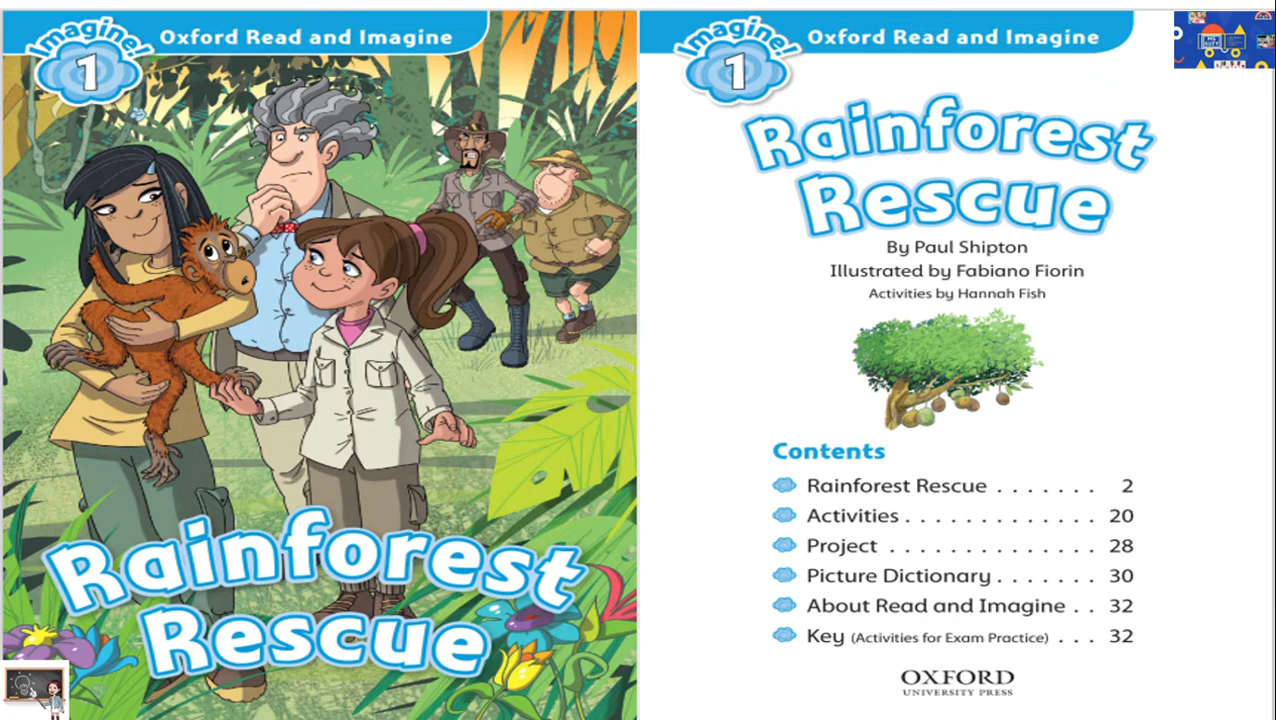 Imagine!
1
Oxford Read and Imagine
Rainforest
Rescue
Imagine!
1
Oxford Read and Imagine
Rainforest
Rescue
By Paul Shipton
Illustrated by Fabiano Fiorin
Activities by Hannah Fish
Contents
Rainforest Rescue . . . . . . . 2
Activities . . . . . . . . . . . . . 20
Project . . . . . . . . . . . . . . 28
Picture Dictionary . . . . . . . 30
About Read and Imagine . . 32
Key (Activities for Exam Practice) . . . 32
OXFORD
UNIVERSITY PRESS